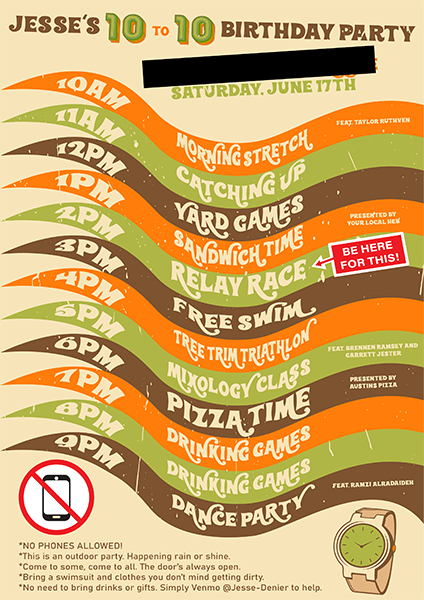 JESSE'S 10 TO 10 BIRTHDAY PARTY
SATURDAY, JUNE 17TH
10AM MORNING STRETCH FEAT. TAYLOR RUTHVEN
11AM CATCHING UP
12PM YARD GAMES
1PM SANDWICH TIME PRESENTED BY
YOUR LOCAL HEB
2PM RELAY RACE BE HERE
FOR THIS!
3PM FREE SWIM
4PM TREE TRIM TRIATHLON
5PM MIXOLOGY CLASS FEAT. BRENNEN RAMSEY AND
GARRETT JESTER
6PM PIZZA TIME PRESENTED BY
AUSTINS PIZZA
7PM DRINKING GAMES
8PM DRINKING GAMES
9PM DANCE PARTY FEAT. RAMZI ALRADAIDEH
*NO PHONES ALLOWED!
*This is an outdoor party. Happening rain or shine.
*Come to some, come to all. The door's always open.
*Bring a swimsuit and clothes you don't mind getting dirty.
*No need to bring drinks or gifts. Simply Venmo @Jesse-Denier to help.